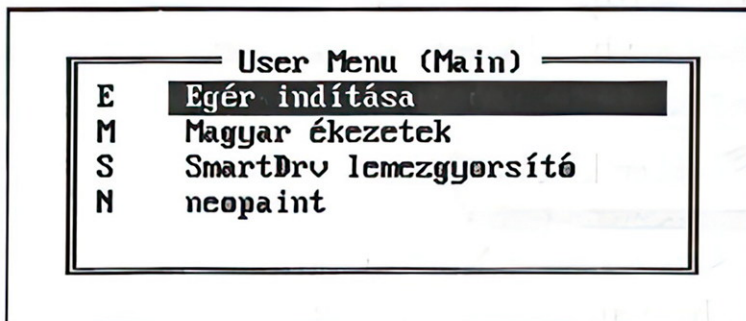 User Menu (Main)
E Egér indítása
M Magyar ékezetek
S SmartDrv lemezgyorsító
N neopaint